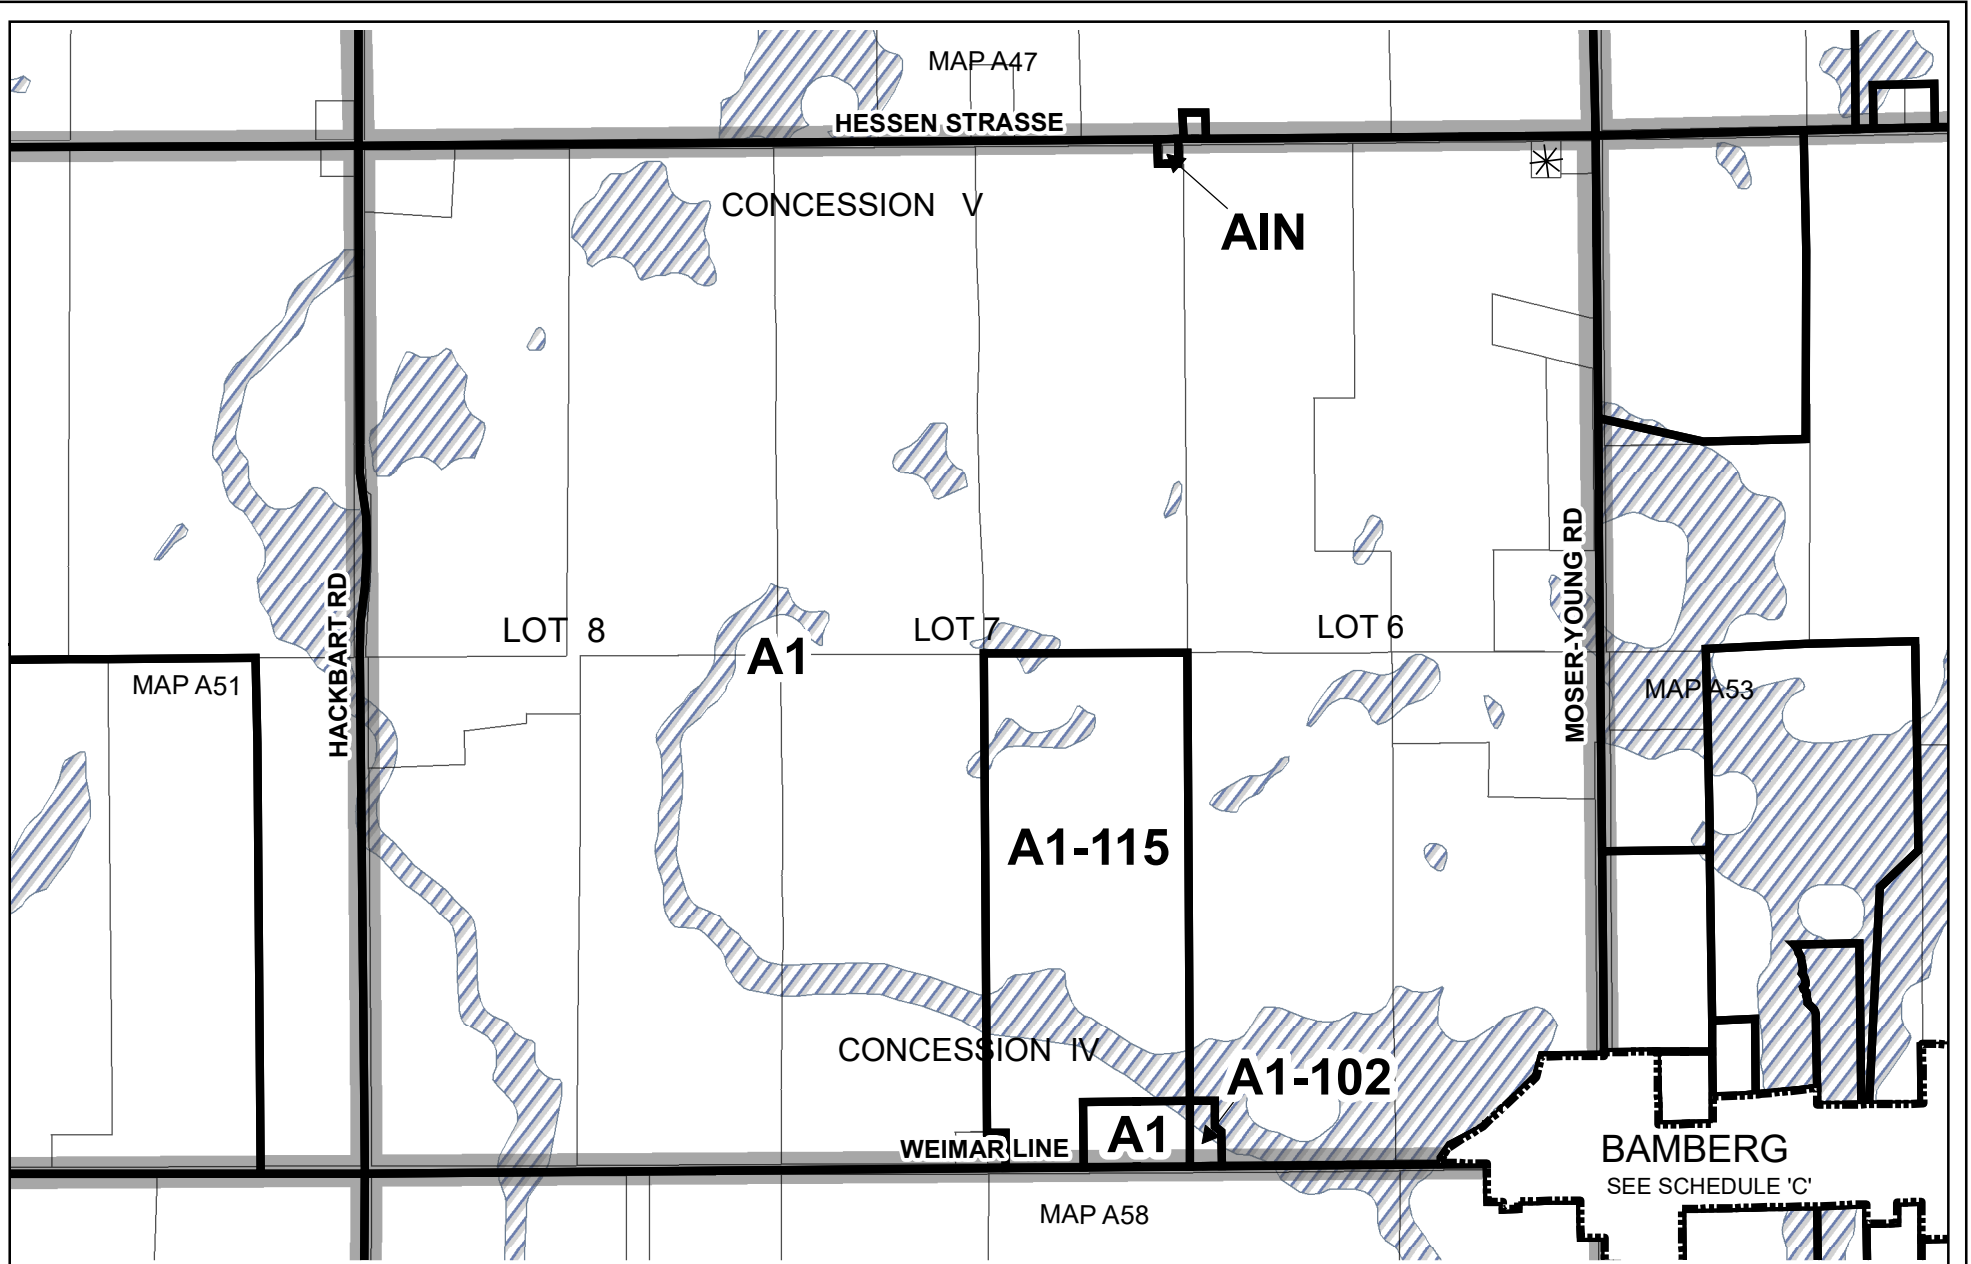 MAP A47
HESSEN STRASSE
CONCESSION V
AIN
HACKBART RD
MOSER-YOUNG RD
LOT 8
LOT 7
LOT 6
A1
MAP A51
MAP A53
A1-115
CONCESSION IV
A1-102
A1
WEIMAR LINE
BAMBERG
SEE SCHEDULE 'C'
MAP A58